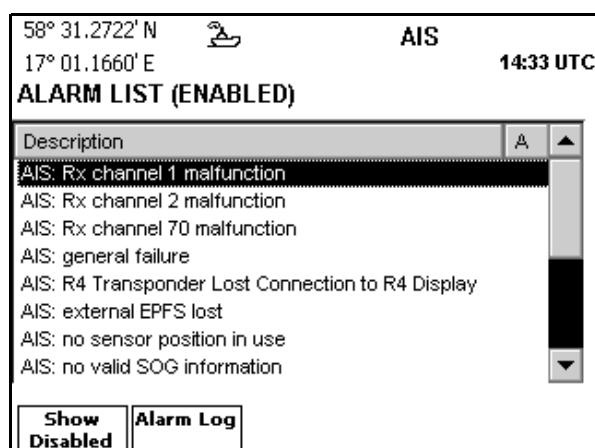 58° 31.2722' N
AIS
17° 01.1660' E
14:33 UTC
ALARM LIST (ENABLED)
Description A
AIS: Rx channel 1 malfunction
AIS: Rx channel 2 malfunction
AIS: Rx channel 70 malfunction
AIS: general failure
AIS: R4 Transponder Lost Connection to R4 Display
AIS: external EPFS lost
AIS: no sensor position in use
AIS: no valid SOG information
Show Disabled
Alarm Log